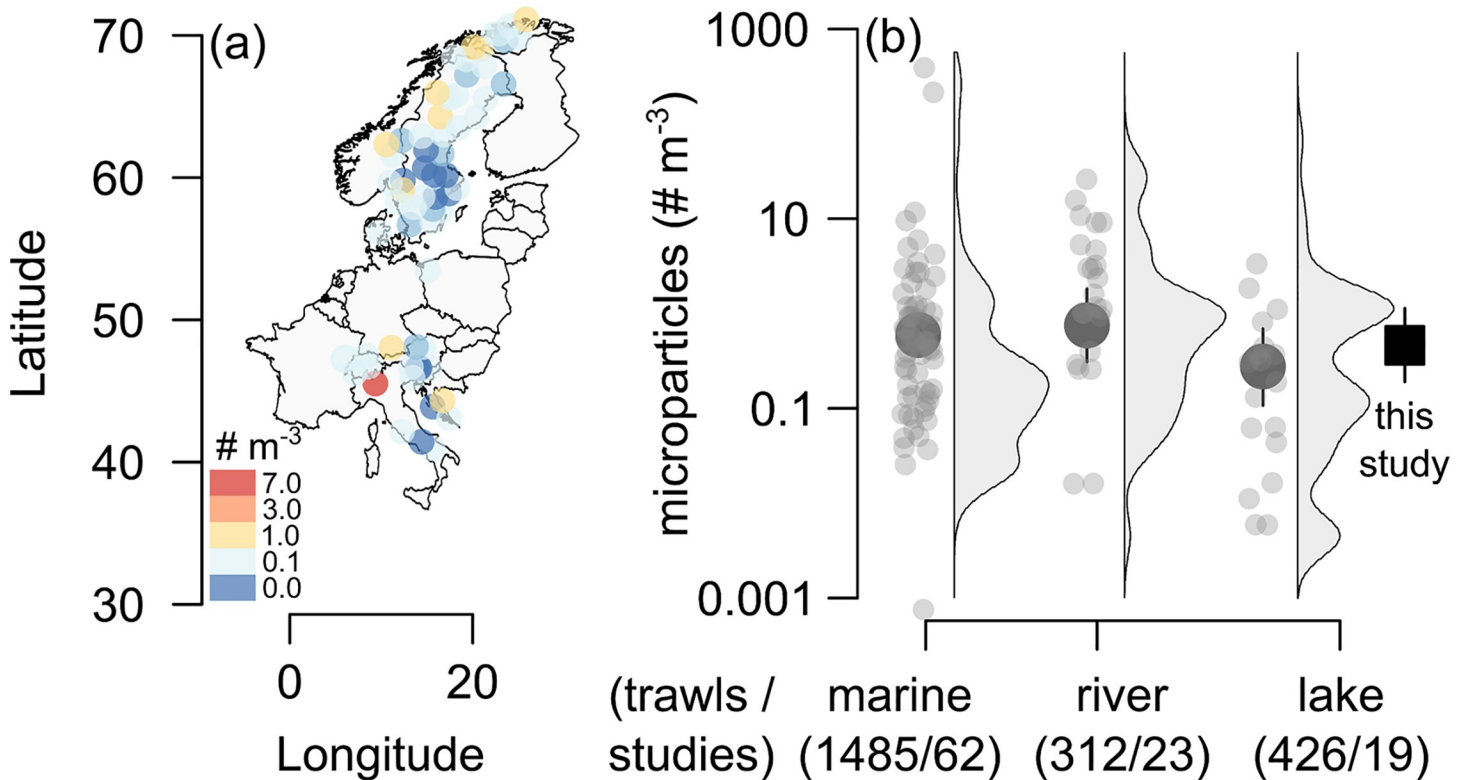 (a)
70
60
50
40
30
Latitude
# m-3
7.0
3.0
1.0
0.1
0.0
0 20
Longitude
(b)
1000
10
0.1
0.001
microparticles (# m-3)
this
study
(trawls / marine river lake
studies) (1485/62) (312/23) (426/19)